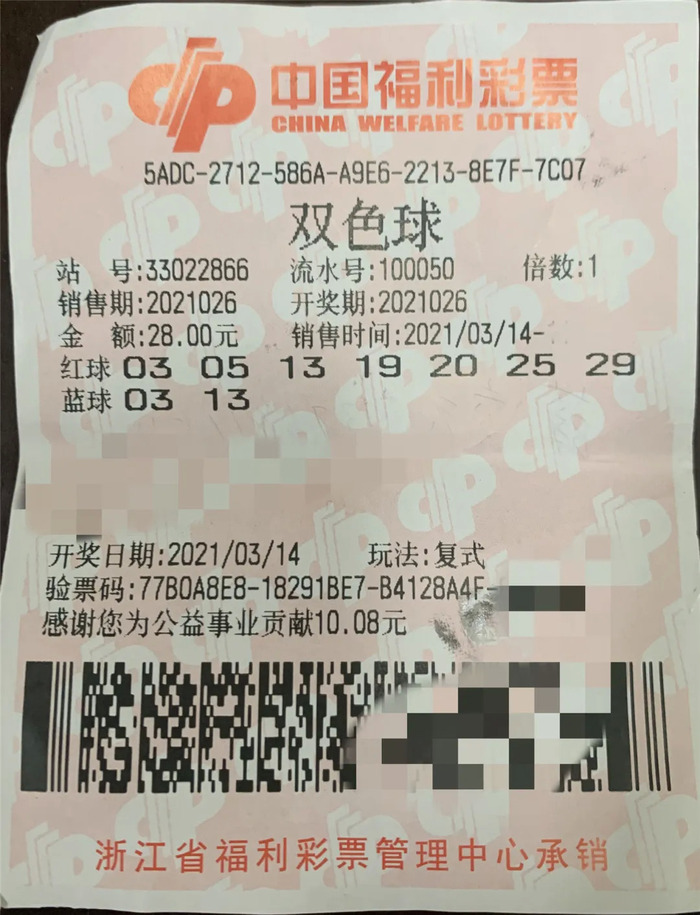 中国福利彩票
CHINA WELFARE LOTTERY
5ADC-2712-586A-A9E6-2213-8E7F-7C07
双色球
站 号:33022866 流水号:100050 倍数:1
销售期:2021026 开奖期:2021026
金 额:28.00元 销售时间:2021/03/14-
红球 03 05 13 19 20 25 29
蓝球 03 13
开奖日期:2021/03/14 玩法:复式
验票码:77B0A8E8-18291BE7-B4128A4F-
感谢您为公益事业贡献10.08元
浙江省福利彩票管理中心承销